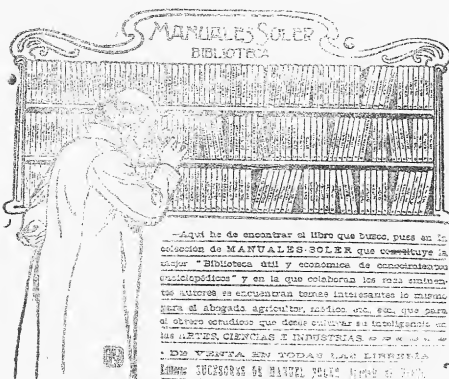 MANUALES SOLER
BIBLIOTECA
—Aquí he de encontrar el libro que busco, pues en la
colección de MANUALES-SOLER que constituye la
mejor "Biblioteca útil y económica de conocimientos
enciclopédicos" y en la que colaboran los más eminen-
tes autores se encuentran temas interesantes lo mismo
para el abogado, agricultor, médico, etc., etc., que para
el obrero estudioso que desee cultivar su inteligencia en
las ARTES, CIENCIAS É INDUSTRIAS.
DE VENTA EN TODAS LAS LIBRERÍA
SUCESORES DE MANUEL SOLER